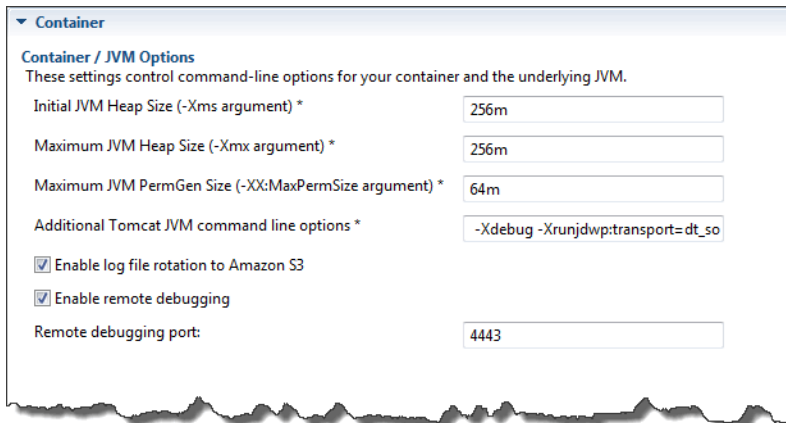 Container
Container / JVM Options
These settings control command-line options for your container and the underlying JVM.
Initial JVM Heap Size (-Xms argument) * 256m
Maximum JVM Heap Size (-Xmx argument) * 256m
Maximum JVM PermGen Size (-XX:MaxPermSize argument) * 64m
Additional Tomcat JVM command line options * -Xdebug -Xrunjdwp:transport=dt_so
Enable log file rotation to Amazon S3
Enable remote debugging
Remote debugging port: 4443